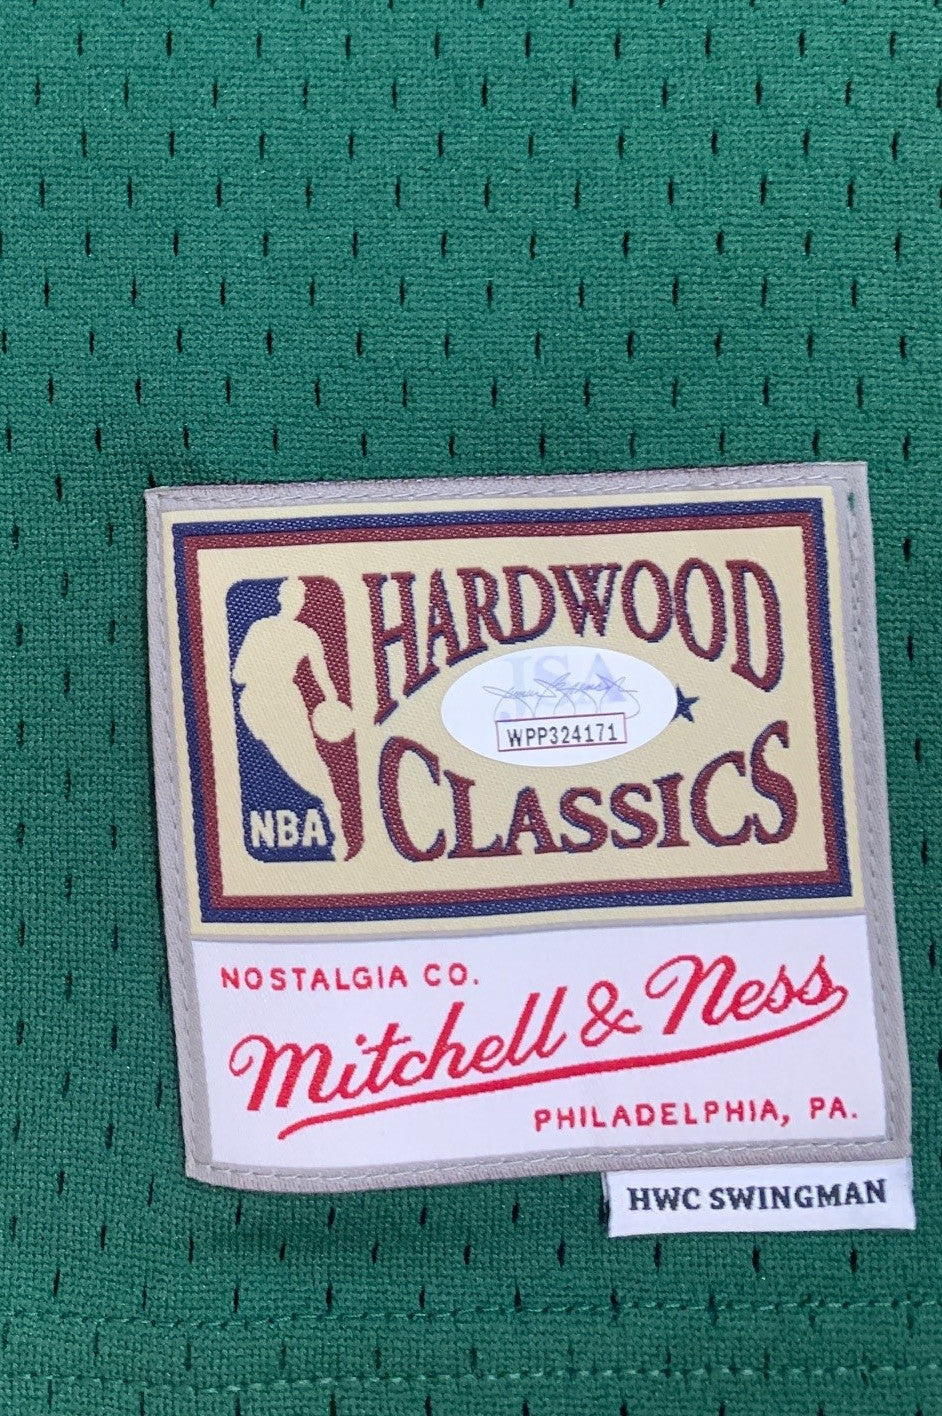 HARDWOOD
JSA
WPP324171
CLASSICS
NBA
NOSTALGIA CO.
Mitchell & Ness
PHILADELPHIA, PA.
HWC SWINGMAN